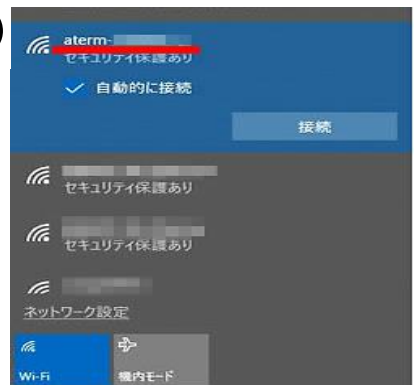 aterm-
セキュリティ保護あり
自動的に接続
接続
セキュリティ保護あり
セキュリティ保護あり
ネットワーク設定
Wi-Fi
機内モード